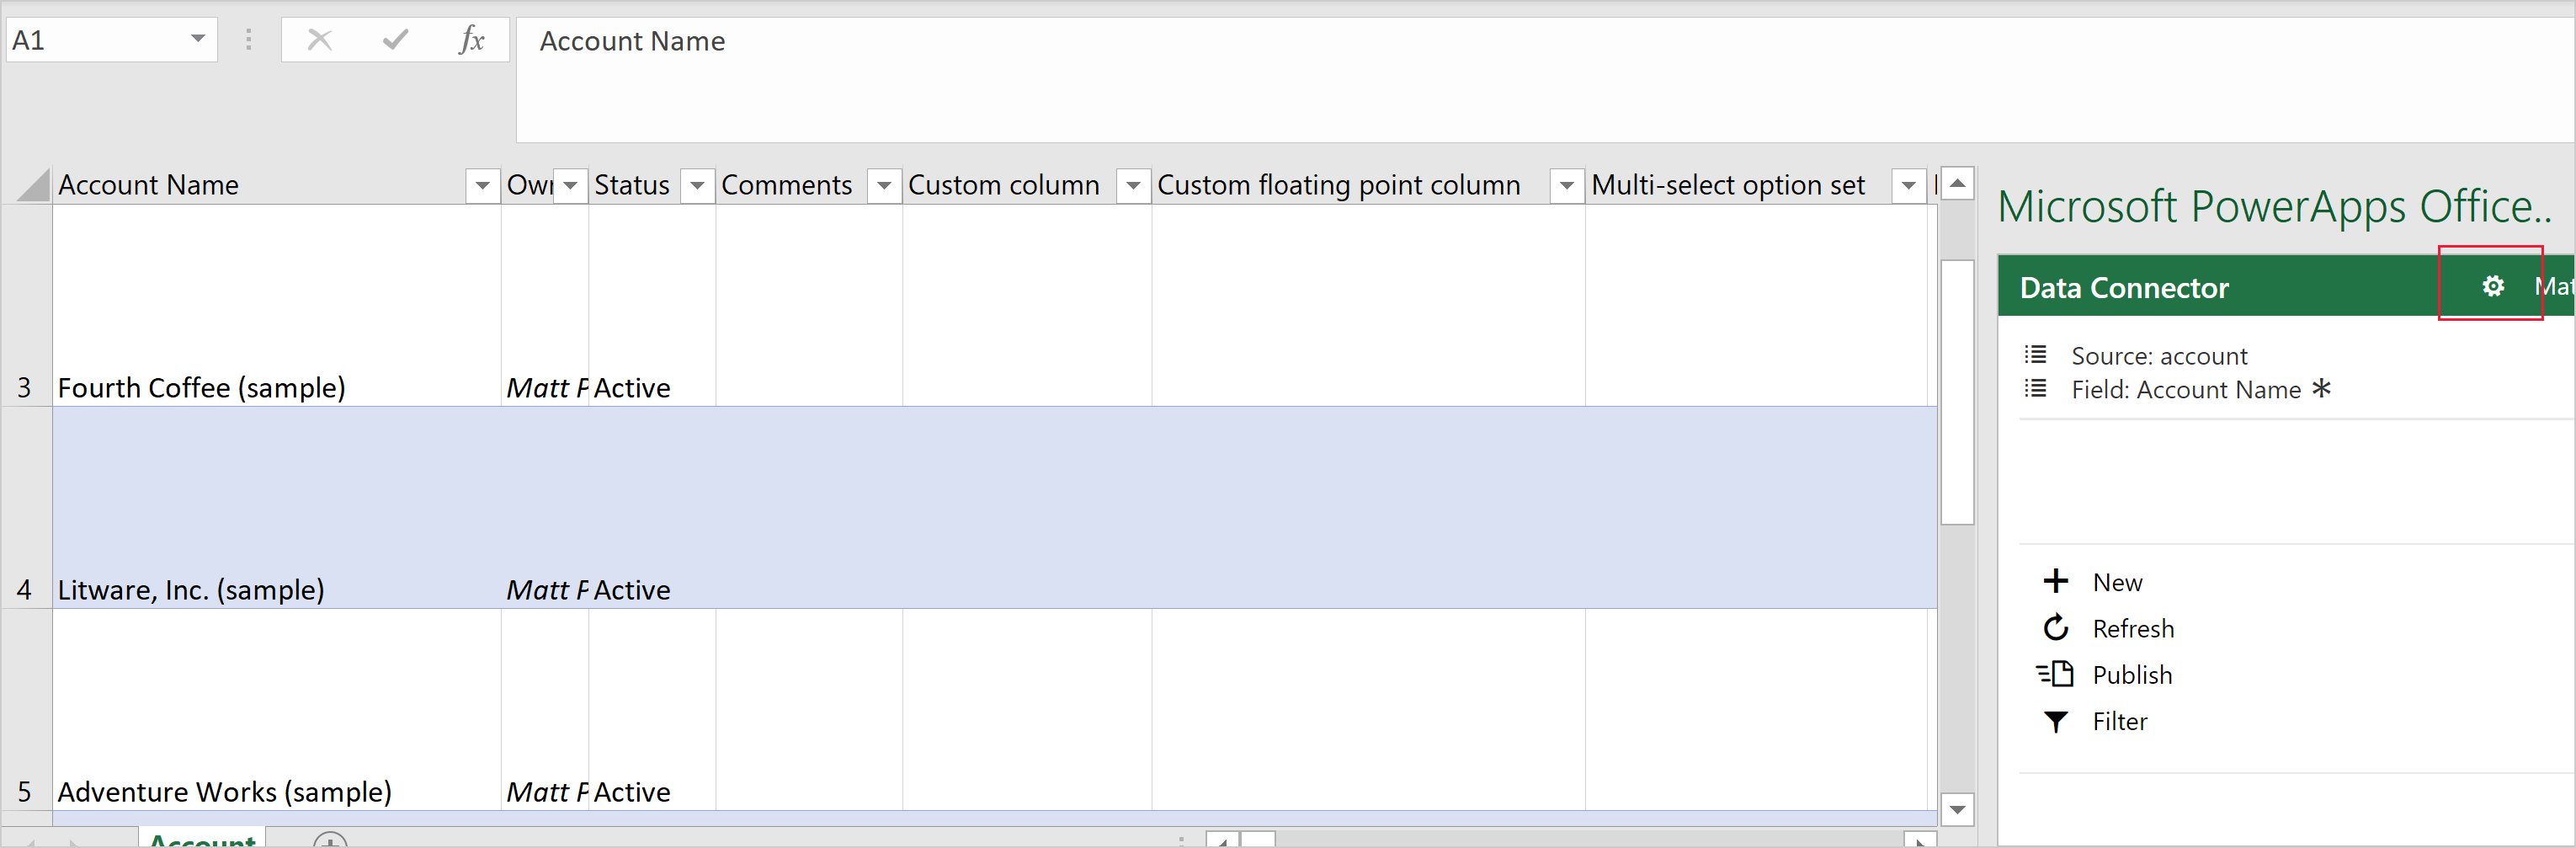 A1
fx
Account Name
Account Name Owr Status Comments Custom column Custom floating point column Multi-select option set
3 Fourth Coffee (sample) Matt P Active
4 Litware, Inc. (sample) Matt P Active
5 Adventure Works (sample) Matt P Active
Account
Microsoft PowerApps Office..
Data Connector Mat
Source: account
Field: Account Name *
New
Refresh
Publish
Filter